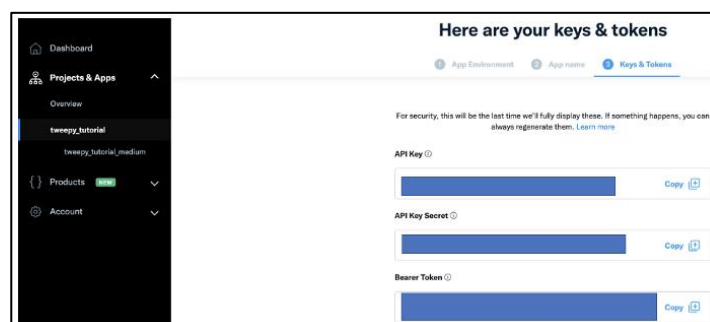 Here are your keys & tokens
Dashboard
Projects & Apps
Overview
tweepy_tutorial
tweepy_tutorial_medium
Products NEW
Account
1 App Environment 2 App name 3 Keys & Tokens
For security, this will be the last time we'll fully display these. If something happens, you can
always regenerate them. Learn more
API Key
Copy
API Key Secret
Copy
Bearer Token
Copy